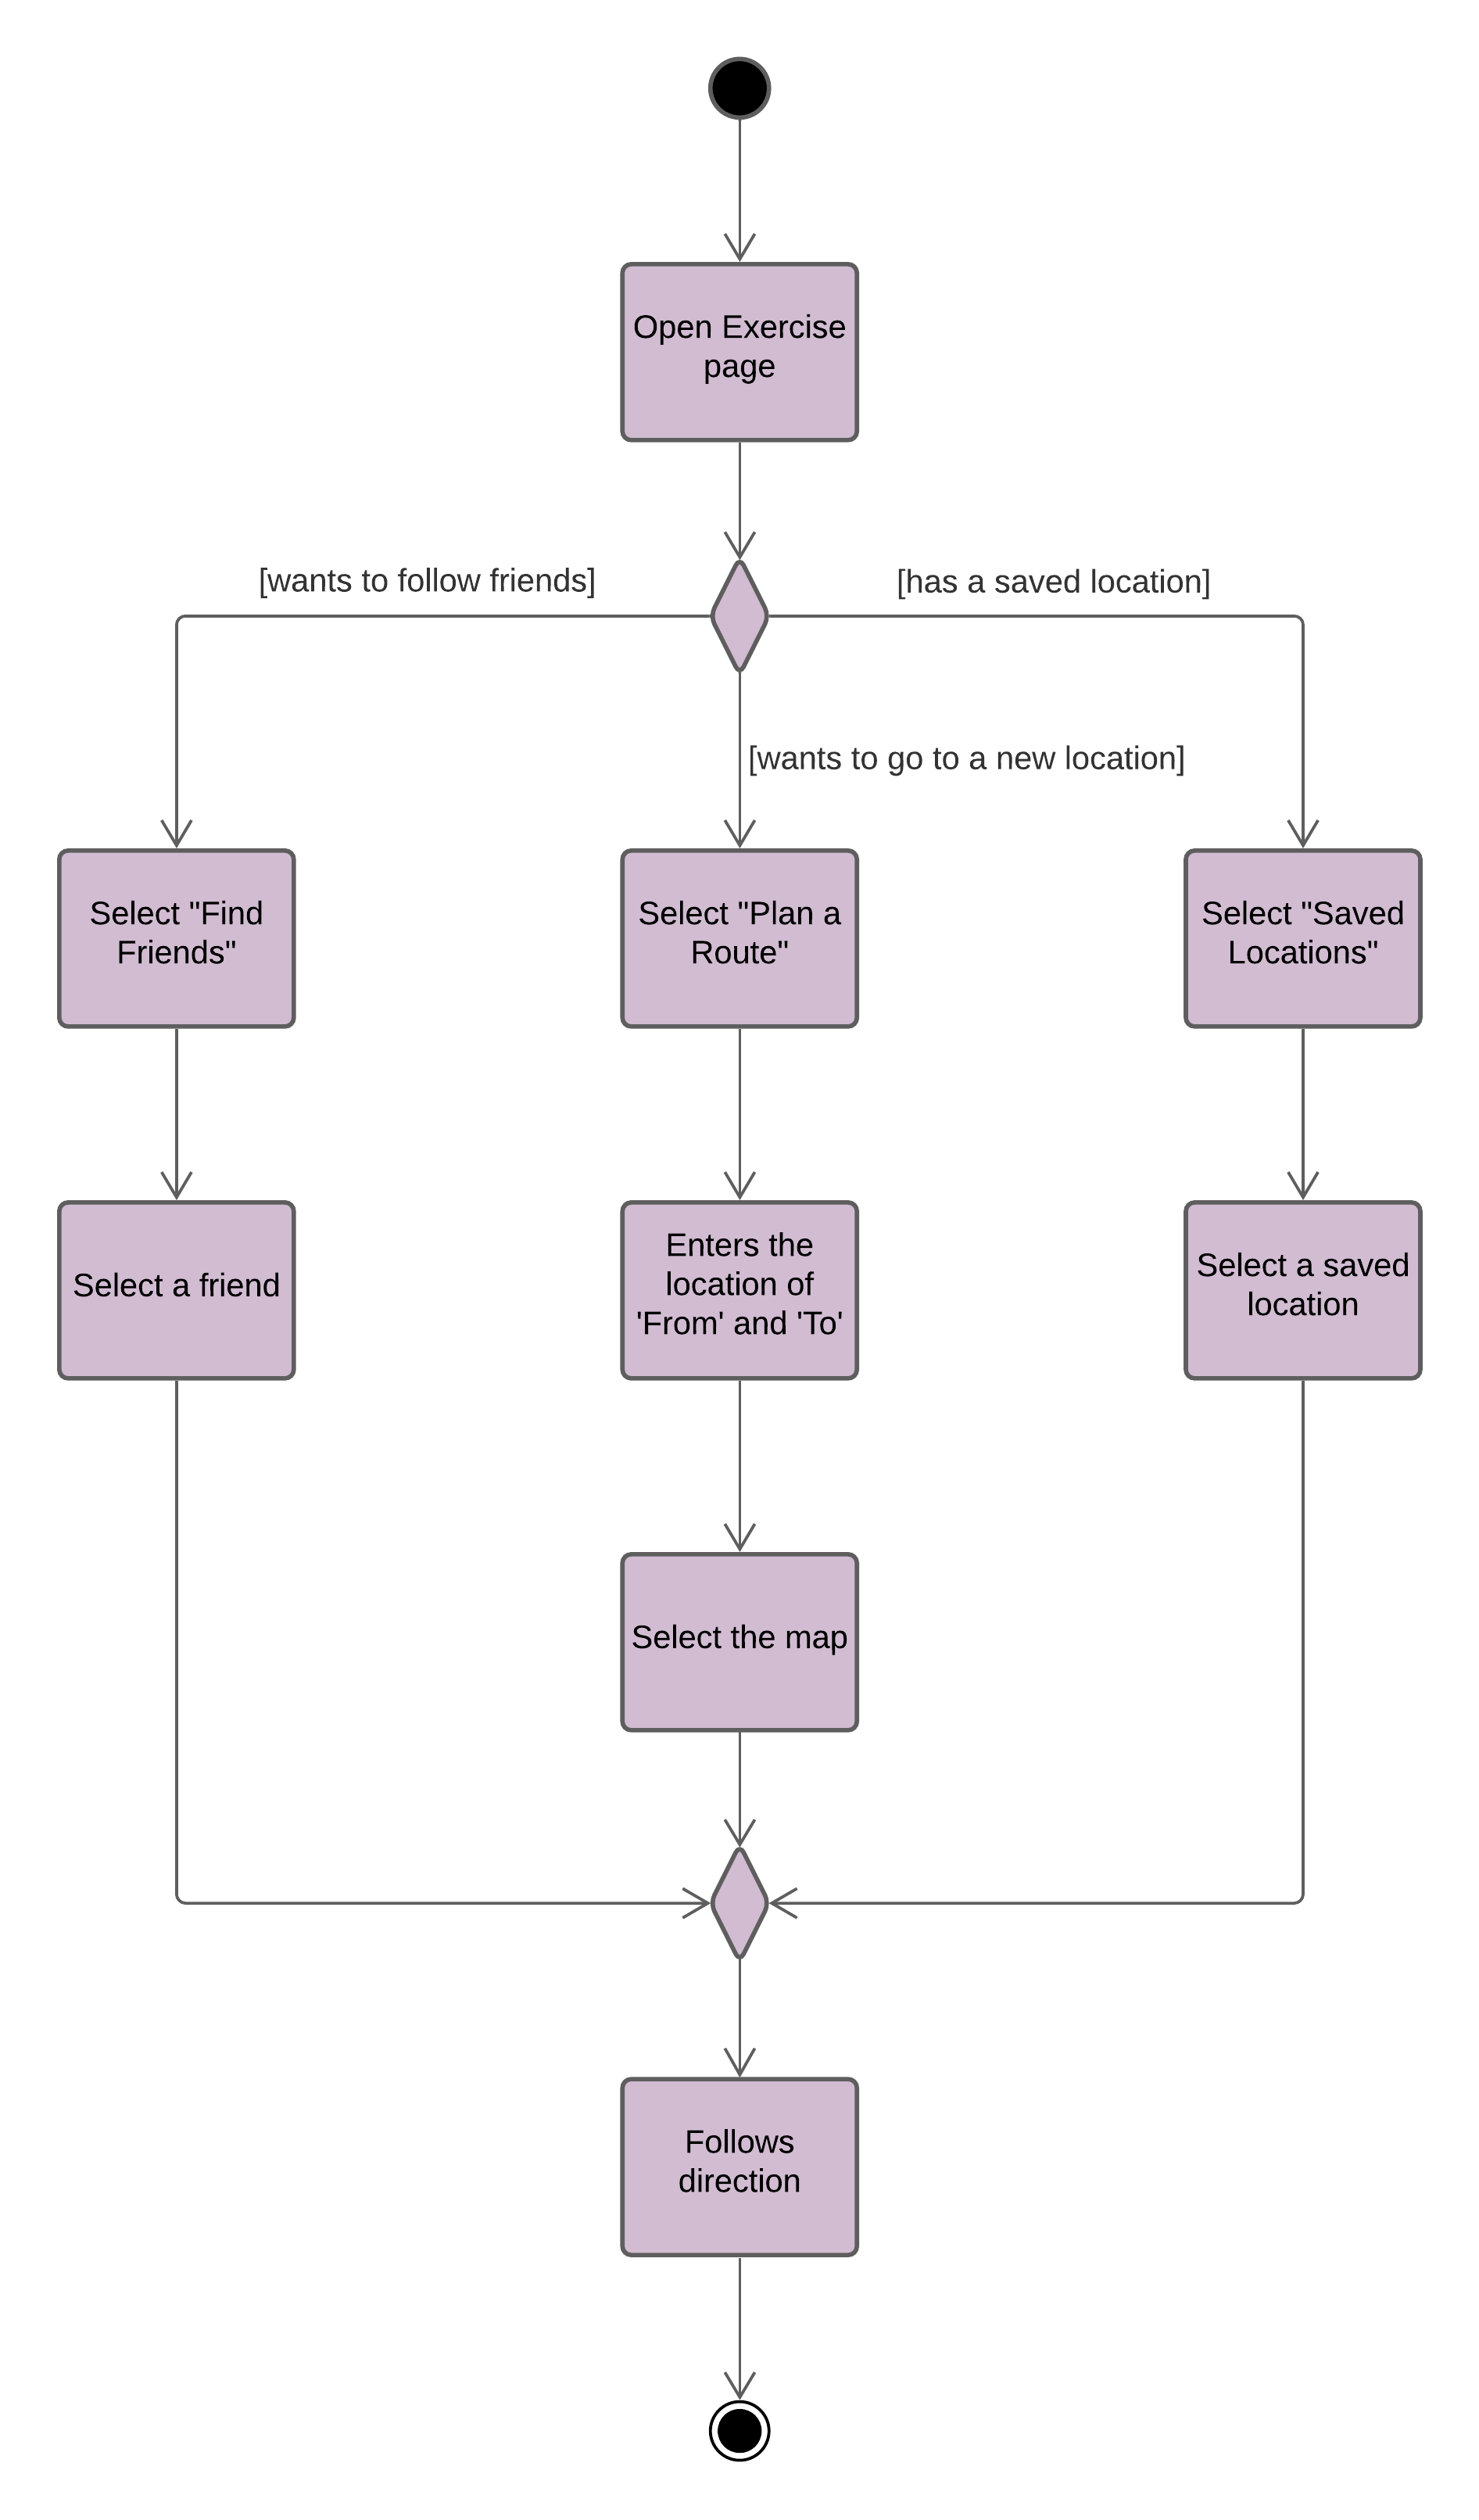 Open Exercise
page
[wants to follow friends]
[has a saved location]
[wants to go to a new location]
Select "Find
Friends"
Select "Plan a
Route"
Select "Saved
Locations"
Select a friend
Enters the
location of
'From' and 'To'
Select a saved
location
Select the map
Follows
direction